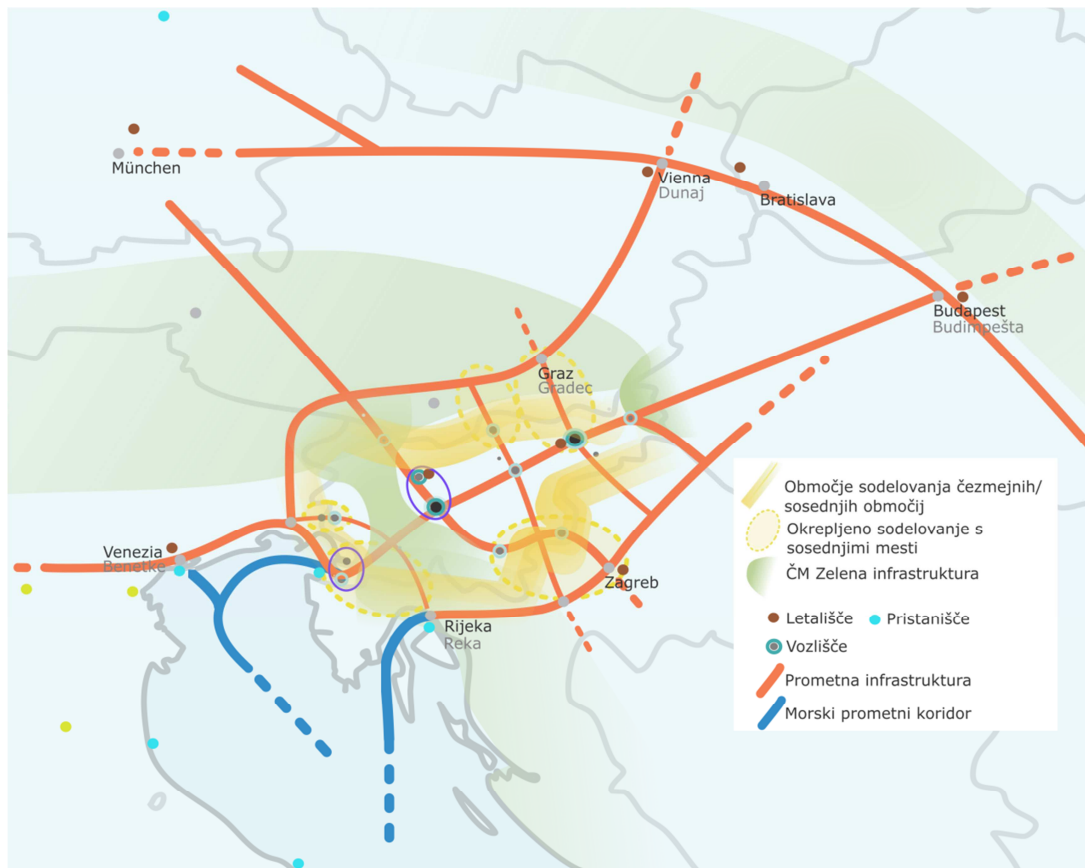 München
Vienna
Dunaj
Bratislava
Budapest
Budimpešta
Graz
Gradec
Venezia
Benetke
Zagreb
Rijeka
Reka
Območje sodelovanja čezmejnih/
sosednjih območij
Okrepljeno sodelovanje s
sosednjimi mesti
ČM Zelena infrastruktura
Letališče
Pristanišče
Vozlišče
Prometna infrastruktura
Morski prometni koridor